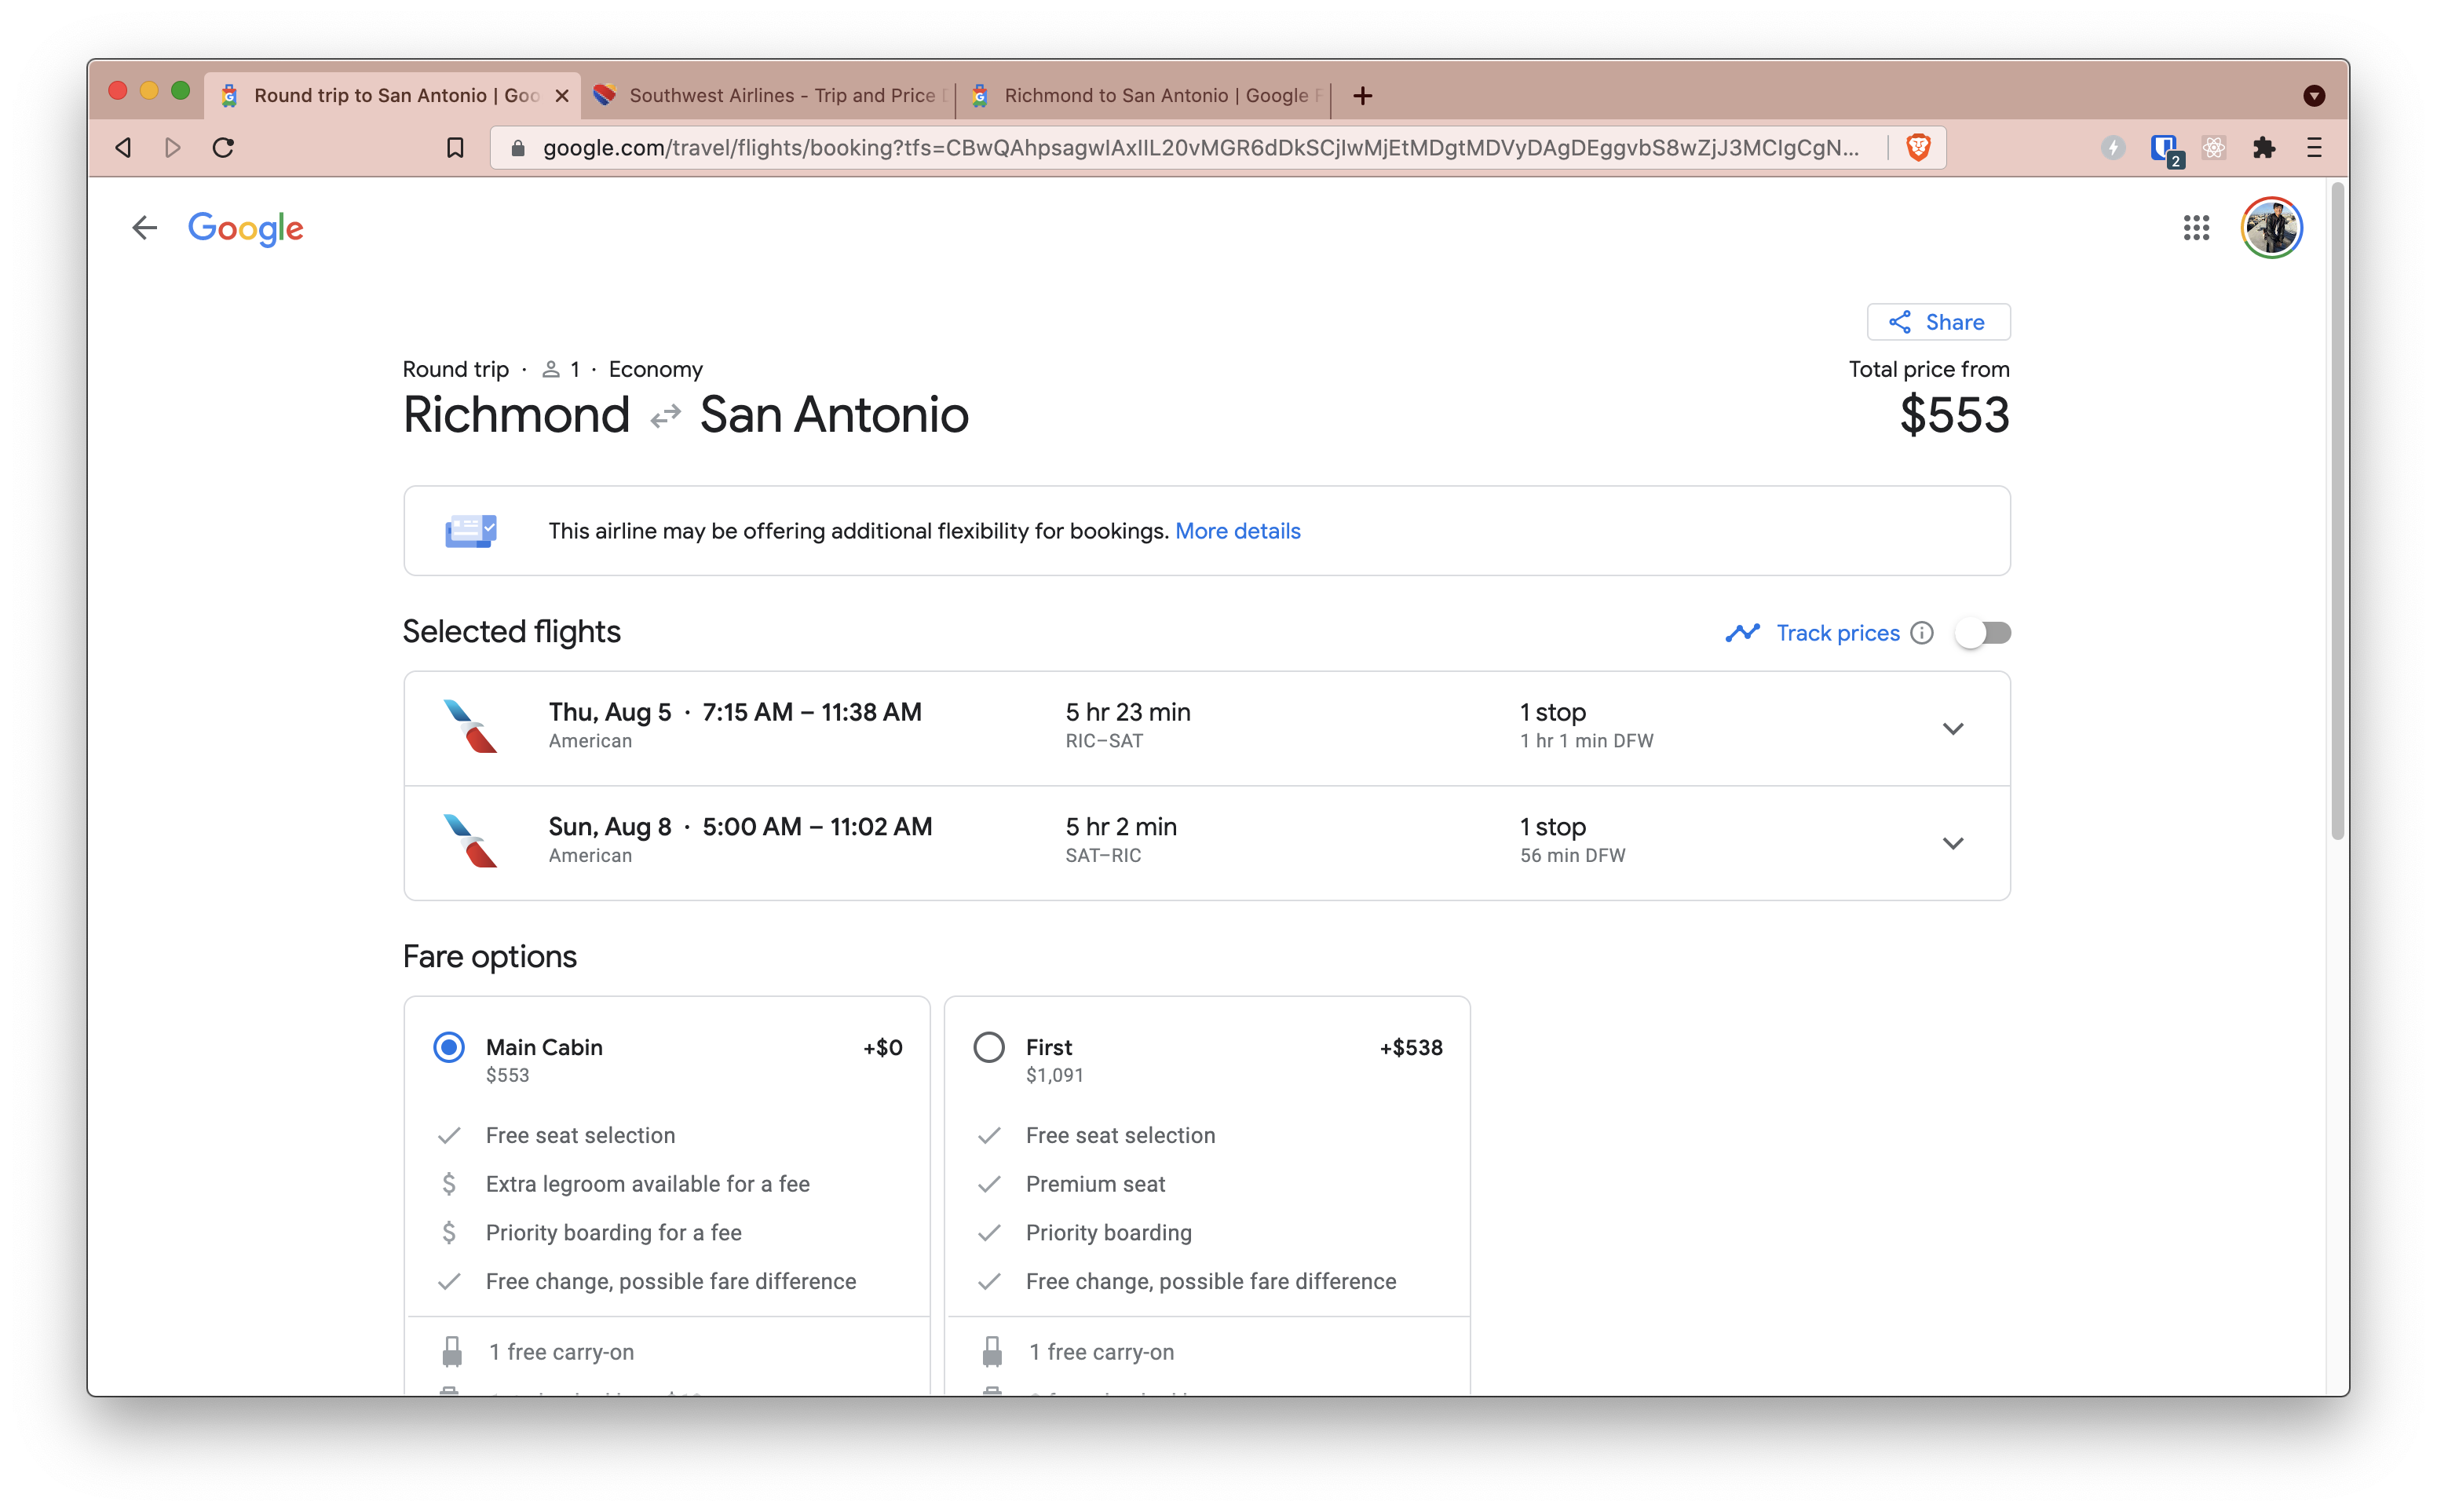 Round trip to San Antonio | Goo
Southwest Airlines - Trip and Price
Richmond to San Antonio | Google
google.com/travel/flights/booking?tfs=CBwQAhpsagwIAxIIL20vMGR6dDkSCjIwMjEtMDgtMDVyDAgDEggvbS8wZjJ3MCIgCgN...
2
Google
Share
Round trip · 1 · Economy
Total price from
Richmond San Antonio
$553
This airline may be offering additional flexibility for bookings. More details
Selected flights
Track prices
Thu, Aug 5 · 7:15 AM – 11:38 AM
5 hr 23 min
1 stop
American
RIC–SAT
1 hr 1 min DFW
Sun, Aug 8 · 5:00 AM – 11:02 AM
5 hr 2 min
1 stop
American
SAT–RIC
56 min DFW
Fare options
Main Cabin
+$0
$553
Free seat selection
$ Extra legroom available for a fee
$ Priority boarding for a fee
Free change, possible fare difference
1 free carry-on
First
+$538
$1,091
Free seat selection
Premium seat
Priority boarding
Free change, possible fare difference
1 free carry-on